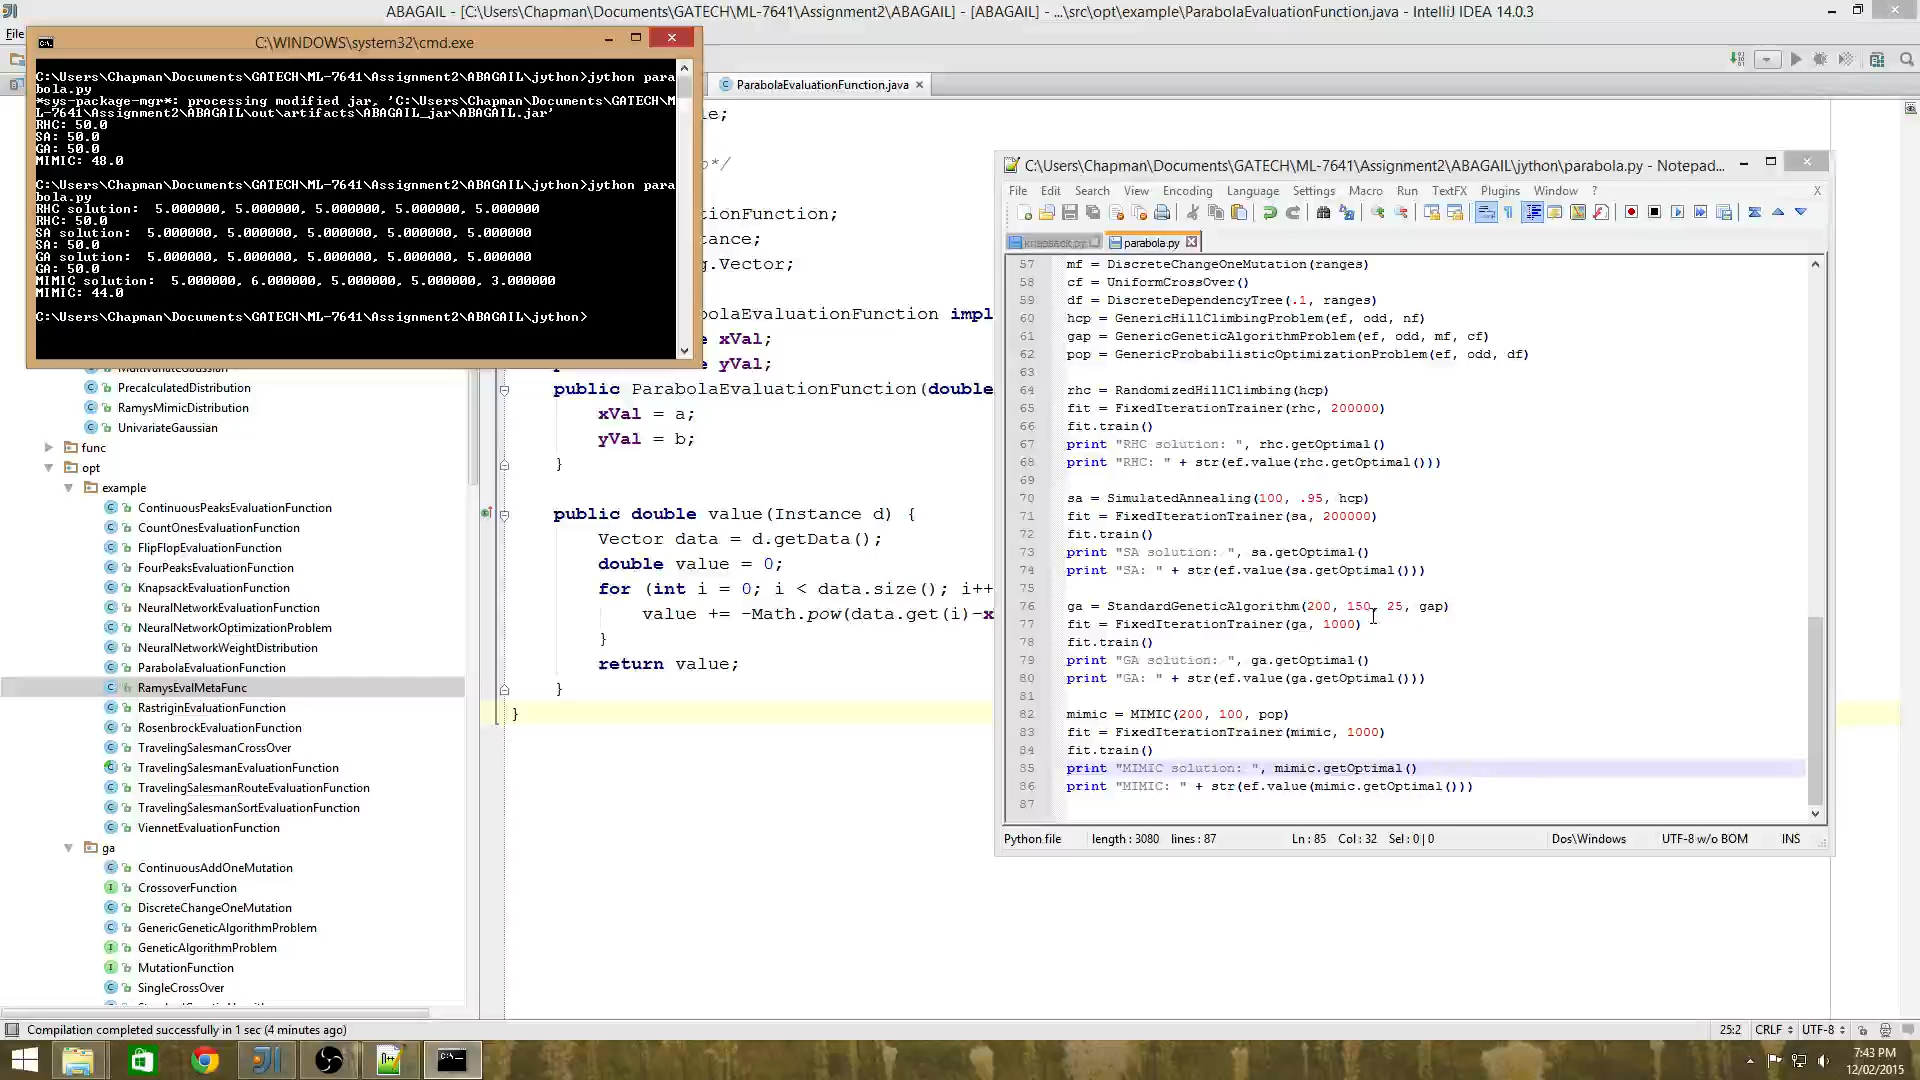 ABAGAIL - [C:\Users\Chapman\Documents\GATECH\ML-7641\Assignment2\ABAGAIL] - [ABAGAIL] - ...\src\opt\example\ParabolaEvaluationFunction.java - IntelliJ IDEA 14.0.3
File
C:\WINDOWS\system32\cmd.exe
C:\Users\Chapman\Documents\GATECH\ML-7641\Assignment2\ABAGAIL\jython>jython para
bola.py
*sys-package-mgr*: processing modified jar, 'C:\Users\Chapman\Documents\GATECH\M
L-7641\Assignment2\ABAGAIL\out\artifacts\ABAGAIL_jar\ABAGAIL.jar'
RHC: 50.0
SA: 50.0
GA: 50.0
MIMIC: 48.0
C:\Users\Chapman\Documents\GATECH\ML-7641\Assignment2\ABAGAIL\jython>jython para
bola.py
RHC solution:  5.000000, 5.000000, 5.000000, 5.000000, 5.000000
RHC: 50.0
SA solution:  5.000000, 5.000000, 5.000000, 5.000000, 5.000000
SA: 50.0
GA solution:  5.000000, 5.000000, 5.000000, 5.000000, 5.000000
GA: 50.0
MIMIC solution:  5.000000, 6.000000, 5.000000, 5.000000, 3.000000
MIMIC: 44.0
C:\Users\Chapman\Documents\GATECH\ML-7641\Assignment2\ABAGAIL\jython>
PrecalculatedDistribution
RamysMimicDistribution
UnivariateGaussian
func
opt
example
ContinuousPeaksEvaluationFunction
CountOnesEvaluationFunction
FlipFlopEvaluationFunction
FourPeaksEvaluationFunction
KnapsackEvaluationFunction
NeuralNetworkEvaluationFunction
NeuralNetworkOptimizationProblem
NeuralNetworkWeightDistribution
ParabolaEvaluationFunction
RamysEvalMetaFunc
RastriginEvaluationFunction
RosenbrockEvaluationFunction
TravelingSalesmanCrossOver
TravelingSalesmanEvaluationFunction
TravelingSalesmanRouteEvaluationFunction
TravelingSalesmanSortEvaluationFunction
ViennetEvaluationFunction
ga
ContinuousAddOneMutation
CrossoverFunction
DiscreteChangeOneMutation
GenericGeneticAlgorithmProblem
GeneticAlgorithmProblem
MutationFunction
SingleCrossOver
ParabolaEvaluationFunction.java
le;
*/
tionFunction;
tance;
g.Vector;
bolaEvaluationFunction impl
e xVal;
e yVal;
public ParabolaEvaluationFunction(double
xVal = a;
yVal = b;
}
public double value(Instance d) {
Vector data = d.getData();
double value = 0;
for (int i = 0; i < data.size(); i++
value += -Math.pow(data.get(i)-x
}
return value;
}
}
C:\Users\Chapman\Documents\GATECH\ML-7641\Assignment2\ABAGAIL\jython\parabola.py - Notepad...
File Edit Search View Encoding Language Settings Macro Run TextFX Plugins Window ? X
knapsack.py parabola.py
57 mf = DiscreteChangeOneMutation(ranges)
58 cf = UniformCrossOver()
59 df = DiscreteDependencyTree(.1, ranges)
60 hcp = GenericHillClimbingProblem(ef, odd, nf)
61 gap = GenericGeneticAlgorithmProblem(ef, odd, mf, cf)
62 pop = GenericProbabilisticOptimizationProblem(ef, odd, df)
63
64 rhc = RandomizedHillClimbing(hcp)
65 fit = FixedIterationTrainer(rhc, 200000)
66 fit.train()
67 print "RHC solution: ", rhc.getOptimal()
68 print "RHC: " + str(ef.value(rhc.getOptimal()))
69
70 sa = SimulatedAnnealing(100, .95, hcp)
71 fit = FixedIterationTrainer(sa, 200000)
72 fit.train()
73 print "SA solution: ", sa.getOptimal()
74 print "SA: " + str(ef.value(sa.getOptimal()))
75
76 ga = StandardGeneticAlgorithm(200, 150, 25, gap)
77 fit = FixedIterationTrainer(ga, 1000)
78 fit.train()
79 print "GA solution: ", ga.getOptimal()
80 print "GA: " + str(ef.value(ga.getOptimal()))
81
82 mimic = MIMIC(200, 100, pop)
83 fit = FixedIterationTrainer(mimic, 1000)
84 fit.train()
85 print "MIMIC solution: ", mimic.getOptimal()
86 print "MIMIC: " + str(ef.value(mimic.getOptimal()))
87
Python file length : 3080 lines : 87 Ln : 85 Col : 32 Sel : 0 | 0 Dos\Windows UTF-8 w/o BOM INS
Compilation completed successfully in 1 sec (4 minutes ago) 25:2 CRLF UTF-8
7:43 PM
12/02/2015